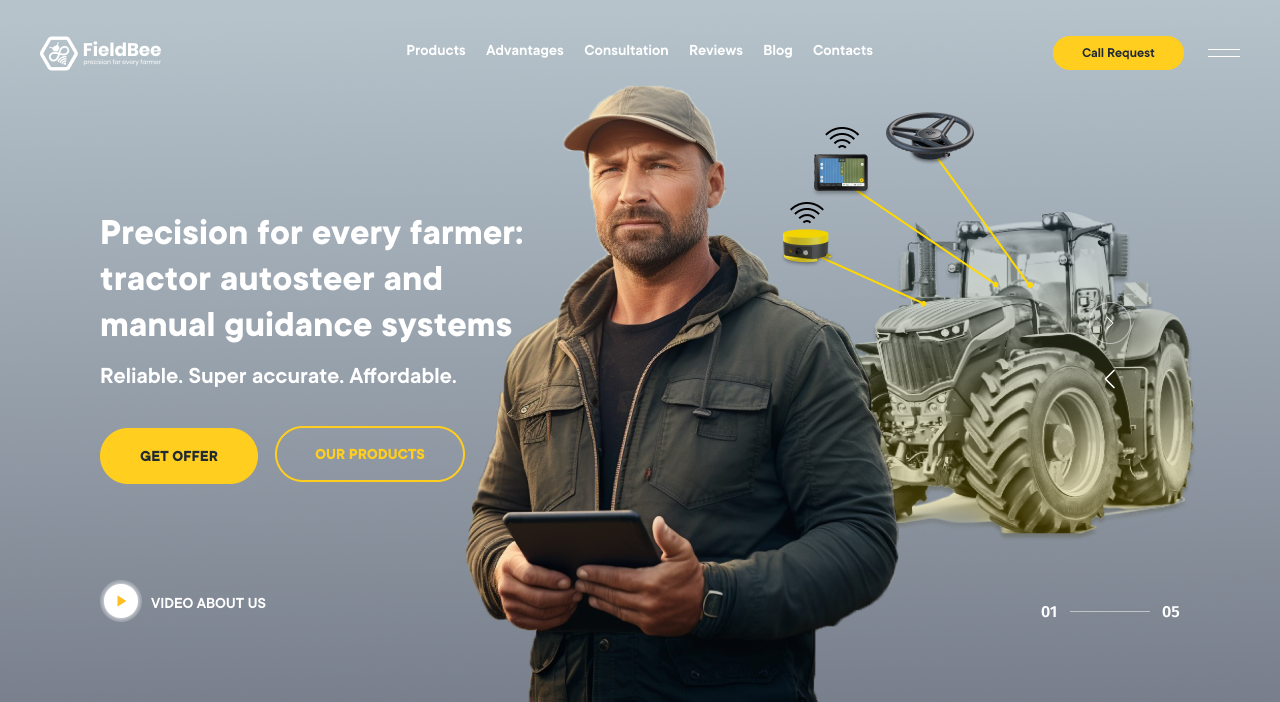 FieldBee
precision for every farmer
Products
Advantages
Consultation
Reviews
Blog
Contacts
Call Request
Precision for every farmer:
tractor autosteer and
manual guidance systems
Reliable. Super accurate. Affordable.
GET OFFER
OUR PRODUCTS
VIDEO ABOUT US
01
05